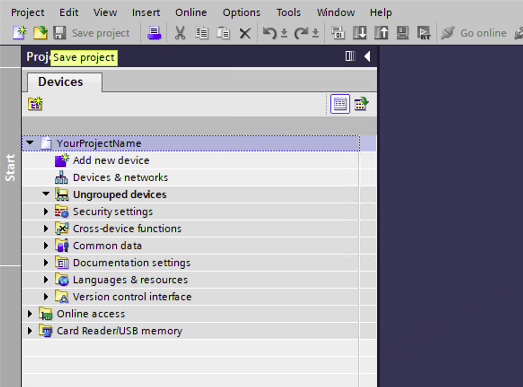 Project Edit View Insert Online Options Tools Window Help
Save project Go online
Proj Save project
Devices
Start
YourProjectName
Add new device
Devices & networks
Ungrouped devices
Security settings
Cross-device functions
Common data
Documentation settings
Languages & resources
Version control interface
Online access
Card Reader/USB memory